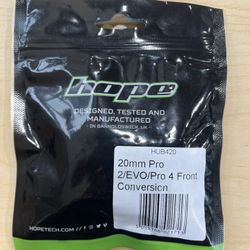 hope
DESIGNED, TESTED AND
MANUFACTURED
IN BARNOLDSWICK, UK
HUB420
20mm Pro
2/EVO/Pro 4 Front
Conversion
HOPETECH.COM